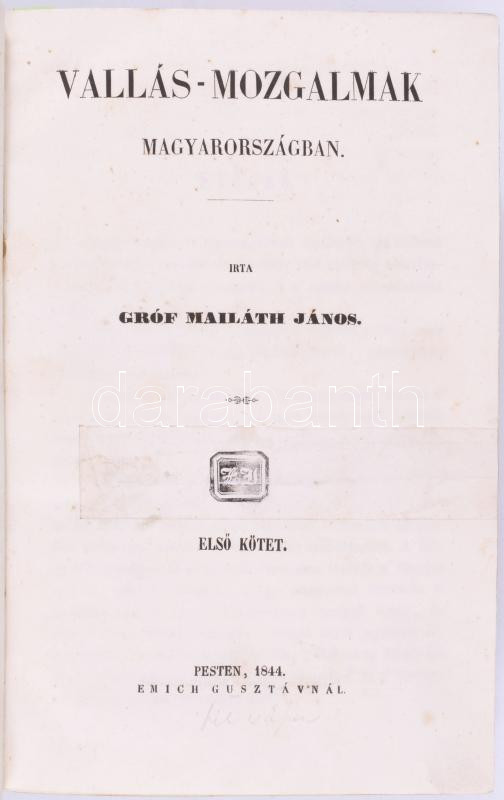 VALLÁS-MOZGALMAK
MAGYARORSZÁGBAN.
IRTA
GRÓF MAILÁTH JÁNOS.
darabanth
ELSŐ KÖTET.
PESTEN, 1844.
EMICH GUSZTÁVNÁL.